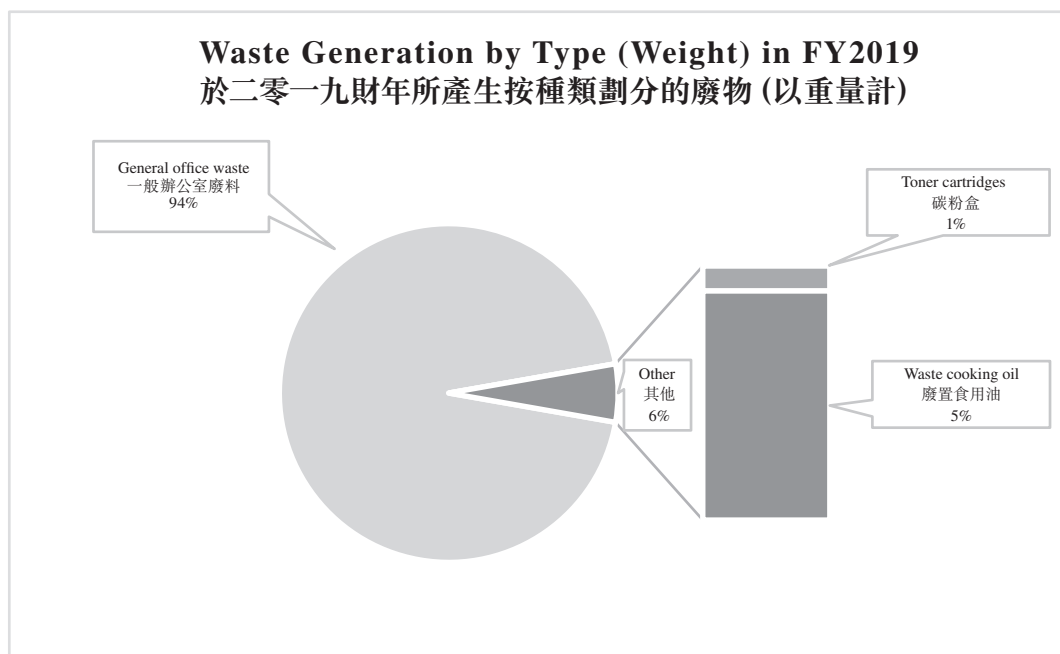 Waste Generation by Type (Weight) in FY2019
於二零一九財年所產生按種類劃分的廢物 (以重量計)
General office waste
一般辦公室廢料
94%
Toner cartridges
碳粉盒
1%
Other
其他
6%
Waste cooking oil
廢置食用油
5%